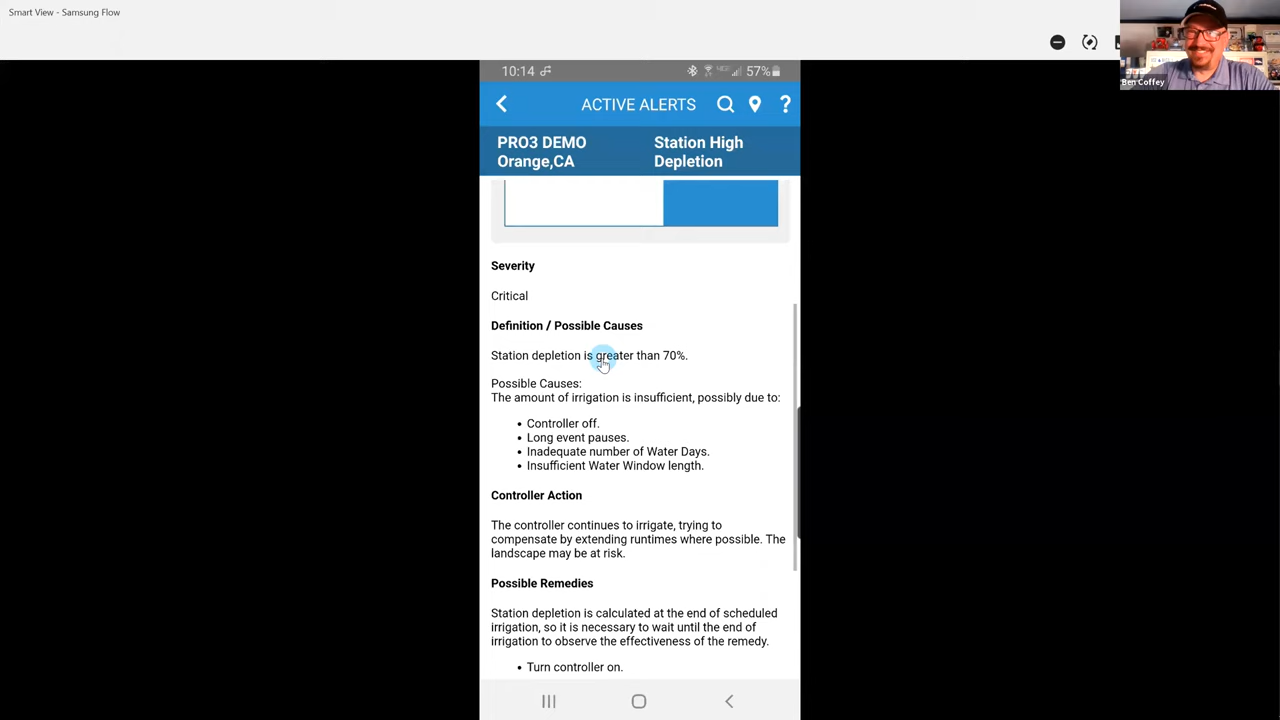 Smart View - Samsung Flow
Ben Coffey
10:14
57%
ACTIVE ALERTS
?
PRO3 DEMO
Orange,CA
Station High
Depletion
Severity
Critical
Definition / Possible Causes
Station depletion is greater than 70%.
Possible Causes:
The amount of irrigation is insufficient, possibly due to:
• Controller off.
• Long event pauses.
• Inadequate number of Water Days.
• Insufficient Water Window length.
Controller Action
The controller continues to irrigate, trying to
compensate by extending runtimes where possible. The
landscape may be at risk.
Possible Remedies
Station depletion is calculated at the end of scheduled
irrigation, so it is necessary to wait until the end of
irrigation to observe the effectiveness of the remedy.
• Turn controller on.